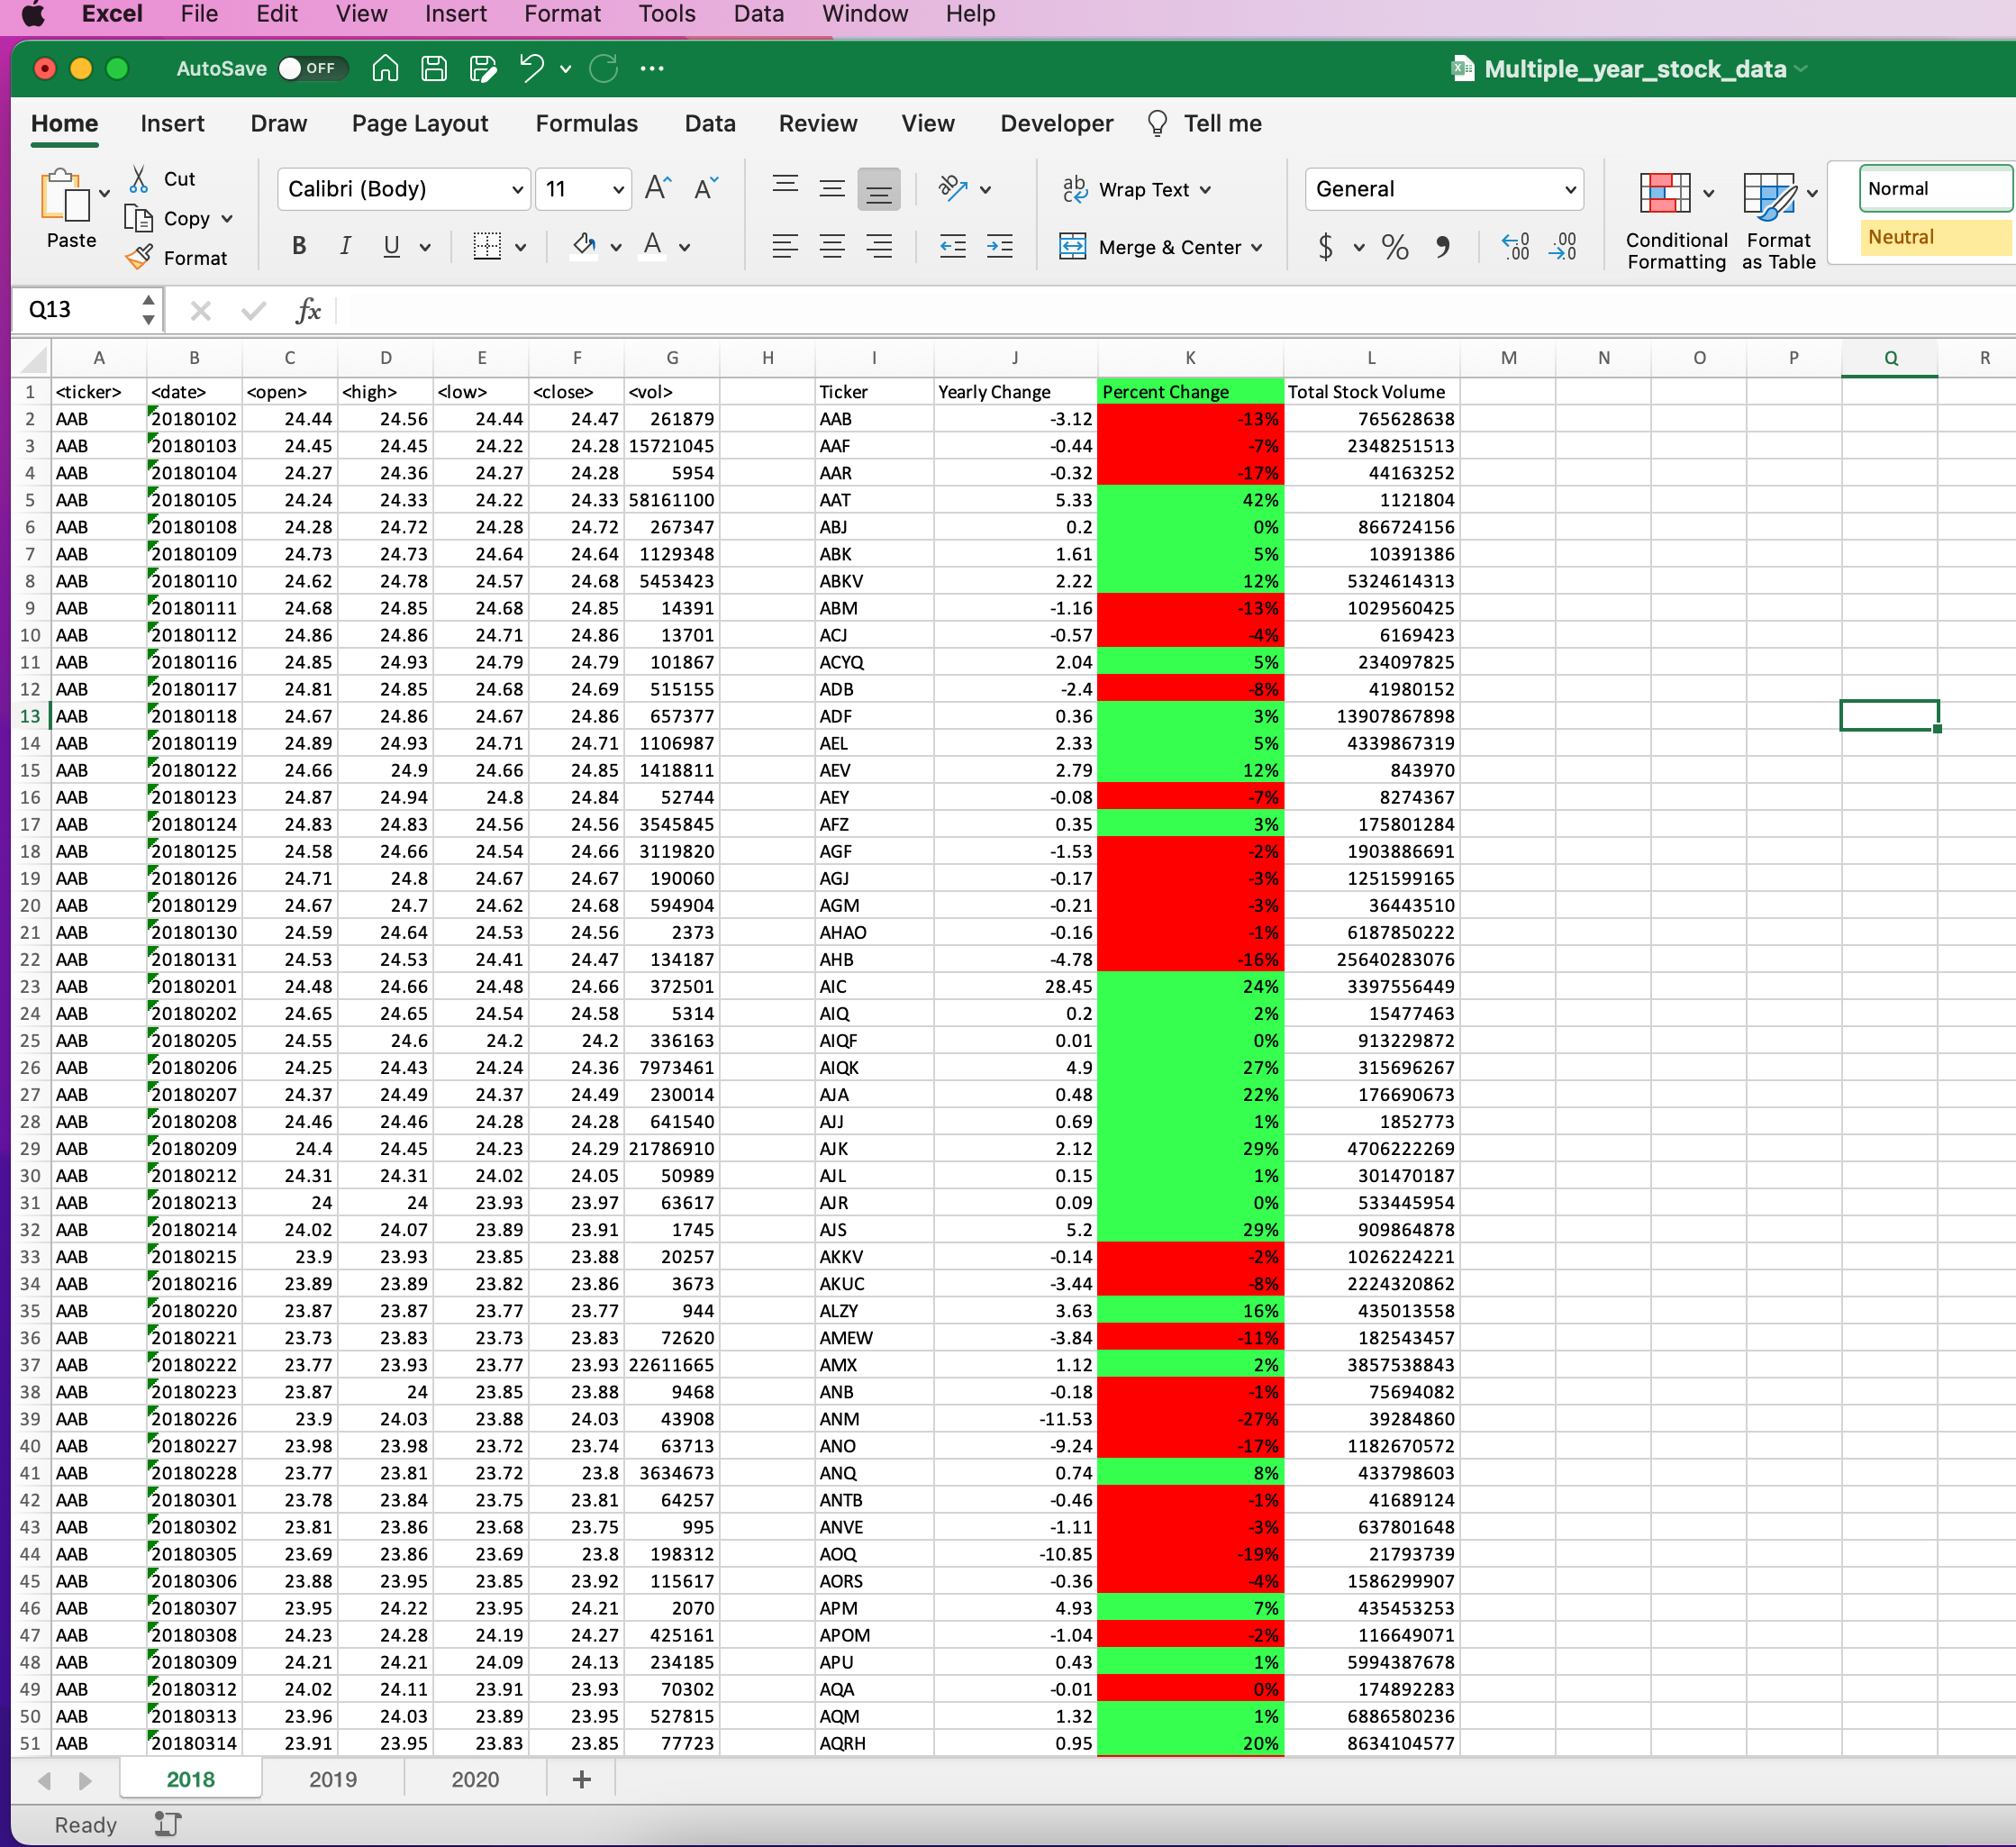 Excel File Edit View Insert Format Tools Data Window Help
AutoSave OFF Multiple_year_stock_data
Home Insert Draw Page Layout Formulas Data Review View Developer Tell me
Paste Cut Copy Format Calibri (Body) 11 Wrap Text General Normal
B I U A Merge & Center $ % Conditional Formatting Format as Table Neutral
Q13 fx
A B C D E F G H I J K L M N O P Q R
1 <ticker> <date> <open> <high> <low> <close> <vol> Ticker Yearly Change Percent Change Total Stock Volume
2 AAB 20180102 24.44 24.56 24.44 24.47 261879 AAB -3.12 -13% 765628638
3 AAB 20180103 24.45 24.45 24.22 24.28 15721045 AAF -0.44 -7% 2348251513
4 AAB 20180104 24.27 24.36 24.27 24.28 5954 AAR -0.32 -17% 44163252
5 AAB 20180105 24.24 24.33 24.22 24.33 58161100 AAT 5.33 42% 1121804
6 AAB 20180108 24.28 24.72 24.28 24.72 267347 ABJ 0.2 0% 866724156
7 AAB 20180109 24.73 24.73 24.64 24.64 1129348 ABK 1.61 5% 10391386
8 AAB 20180110 24.62 24.78 24.57 24.68 5453423 ABKV 2.22 12% 5324614313
9 AAB 20180111 24.68 24.85 24.68 24.85 14391 ABM -1.16 -13% 1029560425
10 AAB 20180112 24.86 24.86 24.71 24.86 13701 ACJ -0.57 -4% 6169423
11 AAB 20180116 24.85 24.93 24.79 24.79 101867 ACYQ 2.04 5% 234097825
12 AAB 20180117 24.81 24.85 24.68 24.69 515155 ADB -2.4 -8% 41980152
13 AAB 20180118 24.67 24.86 24.67 24.86 657377 ADF 0.36 3% 13907867898
14 AAB 20180119 24.89 24.93 24.71 24.71 1106987 AEL 2.33 5% 4339867319
15 AAB 20180122 24.66 24.9 24.66 24.85 1418811 AEV 2.79 12% 843970
16 AAB 20180123 24.87 24.94 24.8 24.84 52744 AEY -0.08 -7% 8274367
17 AAB 20180124 24.83 24.83 24.56 24.56 3545845 AFZ 0.35 3% 175801284
18 AAB 20180125 24.58 24.66 24.54 24.66 3119820 AGF -1.53 -2% 1903886691
19 AAB 20180126 24.71 24.8 24.67 24.67 190060 AGJ -0.17 -3% 1251599165
20 AAB 20180129 24.67 24.7 24.62 24.68 594904 AGM -0.21 -3% 36443510
21 AAB 20180130 24.59 24.64 24.53 24.56 2373 AHAO -0.16 -1% 6187850222
22 AAB 20180131 24.53 24.53 24.41 24.47 134187 AHB -4.78 -16% 25640283076
23 AAB 20180201 24.48 24.66 24.48 24.66 372501 AIC 28.45 24% 3397556449
24 AAB 20180202 24.65 24.65 24.54 24.58 5314 AIQ 0.2 2% 15477463
25 AAB 20180205 24.55 24.6 24.2 24.2 336163 AIQF 0.01 0% 913229872
26 AAB 20180206 24.25 24.43 24.24 24.36 7973461 AIQK 4.9 27% 315696267
27 AAB 20180207 24.37 24.49 24.37 24.49 230014 AJA 0.48 22% 176690673
28 AAB 20180208 24.46 24.46 24.28 24.28 641540 AJJ 0.69 1% 1852773
29 AAB 20180209 24.4 24.45 24.23 24.29 21786910 AJK 2.12 29% 4706222269
30 AAB 20180212 24.31 24.31 24.02 24.05 50989 AJL 0.15 1% 301470187
31 AAB 20180213 24 24 23.93 23.97 63617 AJR 0.09 0% 533445954
32 AAB 20180214 24.02 24.07 23.89 23.91 1745 AJS 5.2 29% 909864878
33 AAB 20180215 23.9 23.93 23.85 23.88 20257 AKKV -0.14 -2% 1026224221
34 AAB 20180216 23.89 23.89 23.82 23.86 3673 AKUC -3.44 -8% 2224320862
35 AAB 20180220 23.87 23.87 23.77 23.77 944 ALZY 3.63 16% 435013558
36 AAB 20180221 23.73 23.83 23.73 23.83 72620 AMEW -3.84 -11% 182543457
37 AAB 20180222 23.77 23.93 23.77 23.93 22611665 AMX 1.12 2% 3857538843
38 AAB 20180223 23.87 24 23.85 23.88 9468 ANB -0.18 -1% 75694082
39 AAB 20180226 23.9 24.03 23.88 24.03 43908 ANM -11.53 -27% 39284860
40 AAB 20180227 23.98 23.98 23.72 23.74 63713 ANO -9.24 -17% 1182670572
41 AAB 20180228 23.77 23.81 23.72 23.8 3634673 ANQ 0.74 8% 433798603
42 AAB 20180301 23.78 23.84 23.75 23.81 64257 ANTB -0.46 -1% 41689124
43 AAB 20180302 23.81 23.86 23.68 23.75 995 ANVE -1.11 -3% 637801648
44 AAB 20180305 23.69 23.86 23.69 23.8 198312 AOQ -10.85 -19% 21793739
45 AAB 20180306 23.88 23.95 23.85 23.92 115617 AORS -0.36 -4% 1586299907
46 AAB 20180307 23.95 24.22 23.95 24.21 2070 APM 4.93 7% 435453253
47 AAB 20180308 24.23 24.28 24.19 24.27 425161 APOM -1.04 -2% 116649071
48 AAB 20180309 24.21 24.21 24.09 24.13 234185 APU 0.43 1% 5994387678
49 AAB 20180312 24.02 24.11 23.91 23.93 70302 AQA -0.01 0% 174892283
50 AAB 20180313 23.96 24.03 23.89 23.95 527815 AQM 1.32 1% 6886580236
51 AAB 20180314 23.91 23.95 23.83 23.85 77723 AQRH 0.95 20% 8634104577
2018 2019 2020 +
Ready